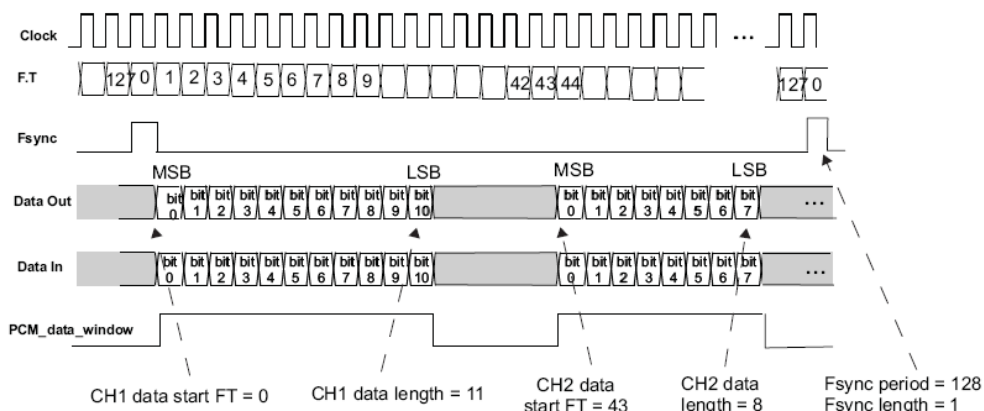 Clock ...
F.T 127 0 1 2 3 4 5 6 7 8 9 42 43 44 127 0
Fsync
MSB LSB MSB LSB
Data Out bit 0 bit 1 bit 2 bit 3 bit 4 bit 5 bit 6 bit 7 bit 8 bit 9 bit 10 bit 0 bit 1 bit 2 bit 3 bit 4 bit 5 bit 6 bit 7 ...
Data In bit 0 bit 1 bit 2 bit 3 bit 4 bit 5 bit 6 bit 7 bit 8 bit 9 bit 10 bit 0 bit 1 bit 2 bit 3 bit 4 bit 5 bit 6 bit 7 ...
PCM_data_window
CH1 data start FT = 0
CH1 data length = 11
CH2 data
start FT = 43
CH2 data
length = 8
Fsync period = 128
Fsync length = 1